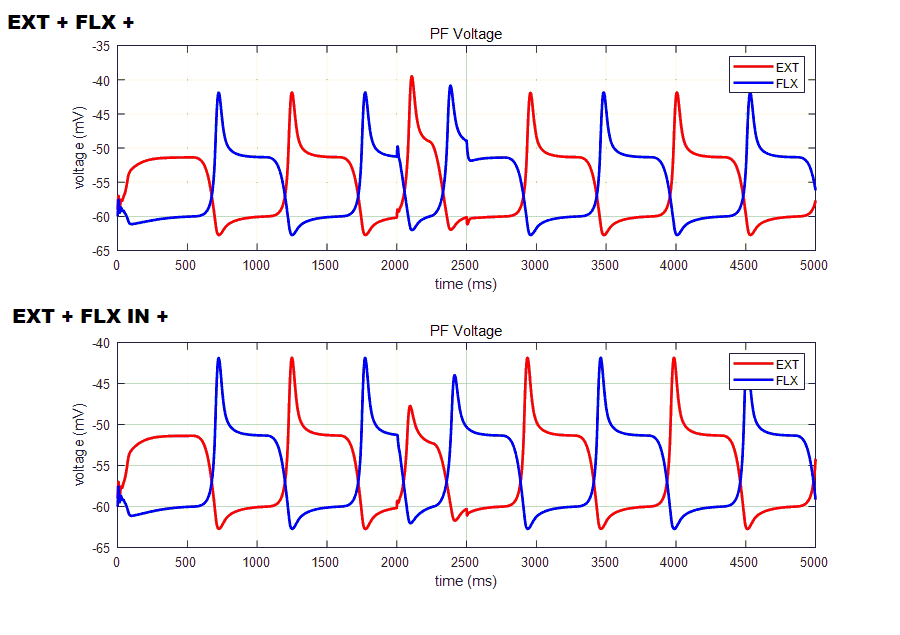 EXT + FLX +
PF Voltage
-35
-40
-45
-50
-55
-60
-65
voltage (mV)
EXT
FLX
0 500 1000 1500 2000 2500 3000 3500 4000 4500 5000
time (ms)
EXT + FLX IN +
PF Voltage
-40
-45
-50
-55
-60
-65
voltage (mV)
EXT
FLX
0 500 1000 1500 2000 2500 3000 3500 4000 4500 5000
time (ms)